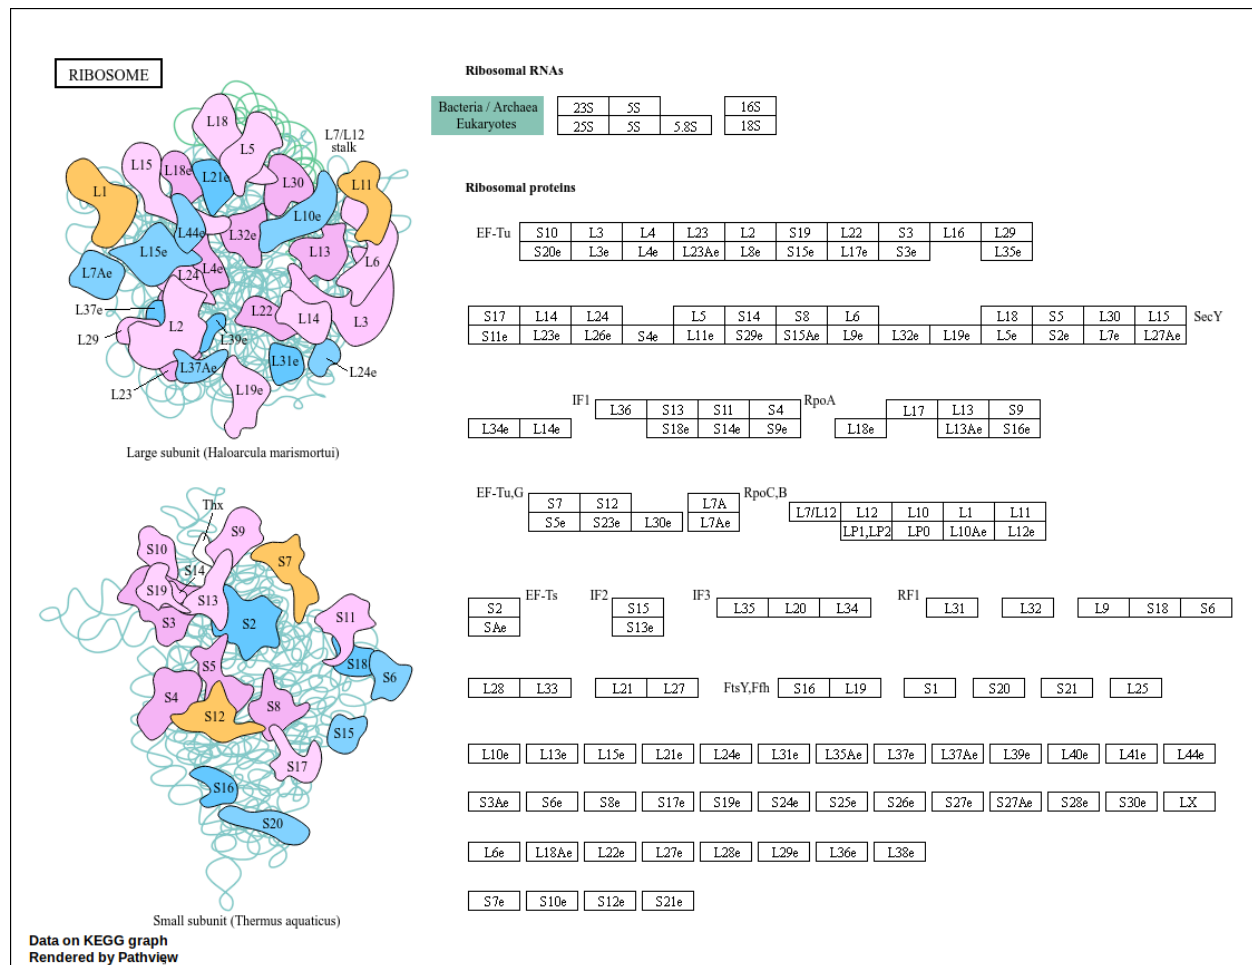 RIBOSOME
L18
L5
L7/L12
stalk
L15
L18e
L21e
L30
L1
L11
L10e
L44e
L32e
L15e
L13
L7Ae
L24
L4e
L6
L37e
L2
L22
L14
L3
L29
L39e
L37Ae
L31e
L24e
L23
L19e
Large subunit (Haloarcula marismortui)
Thx
S9
S10
S7
S14
S19
S13
S11
S3
S2
S5
S18
S6
S4
S12
S8
S15
S17
S16
S20
Small subunit (Thermus aquaticus)
Data on KEGG graph
Rendered by Pathview
Ribosomal RNAs
Bacteria / Archaea 23S 5S 16S
Eukaryotes 25S 5S 5.8S 18S
Ribosomal proteins
EF-Tu S10 L3 L4 L23 L2 S19 L22 S3 L16 L29
S20e L3e L4e L23Ae L8e S15e L17e S3e L35e
S17 L14 L24 L5 S14 S8 L6 L18 S5 L30 L15 SecY
S11e L23e L26e S4e L11e S29e S15Ae L9e L32e L19e L5e S2e L7e L27Ae
IF1 L36 S13 S11 S4 RpoA L17 L13 S9
L34e L14e S18e S14e S9e L18e L13Ae S16e
EF-Tu,G S7 S12 L7A RpoC,B L7/L12 L12 L10 L1 L11
S5e S23e L30e L7Ae LP1,LP2 LP0 L10Ae L12e
S2 EF-Ts IF2 S15 IF3 L35 L20 L34 RF1 L31 L32 L9 S18 S6
SAe S13e
L28 L33 L21 L27 FtsY,Ffh S16 L19 S1 S20 S21 L25
L10e L13e L15e L21e L24e L31e L35Ae L37e L37Ae L39e L40e L41e L44e
S3Ae S6e S8e S17e S19e S24e S25e S26e S27e S27Ae S28e S30e LX
L6e L18Ae L22e L27e L28e L29e L36e L38e
S7e S10e S12e S21e